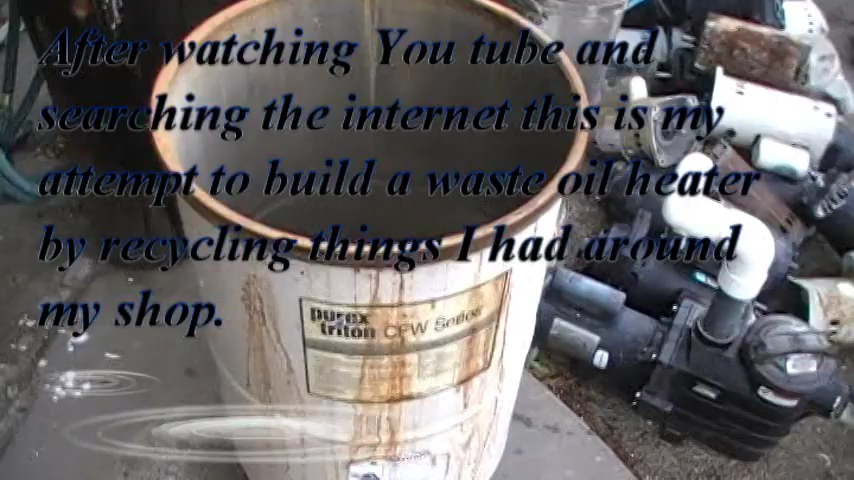 After watching You tube and
searching the internet this is my
attempt to build a waste oil heater
by recycling things I had around
my shop.
purex
triton CFW Series